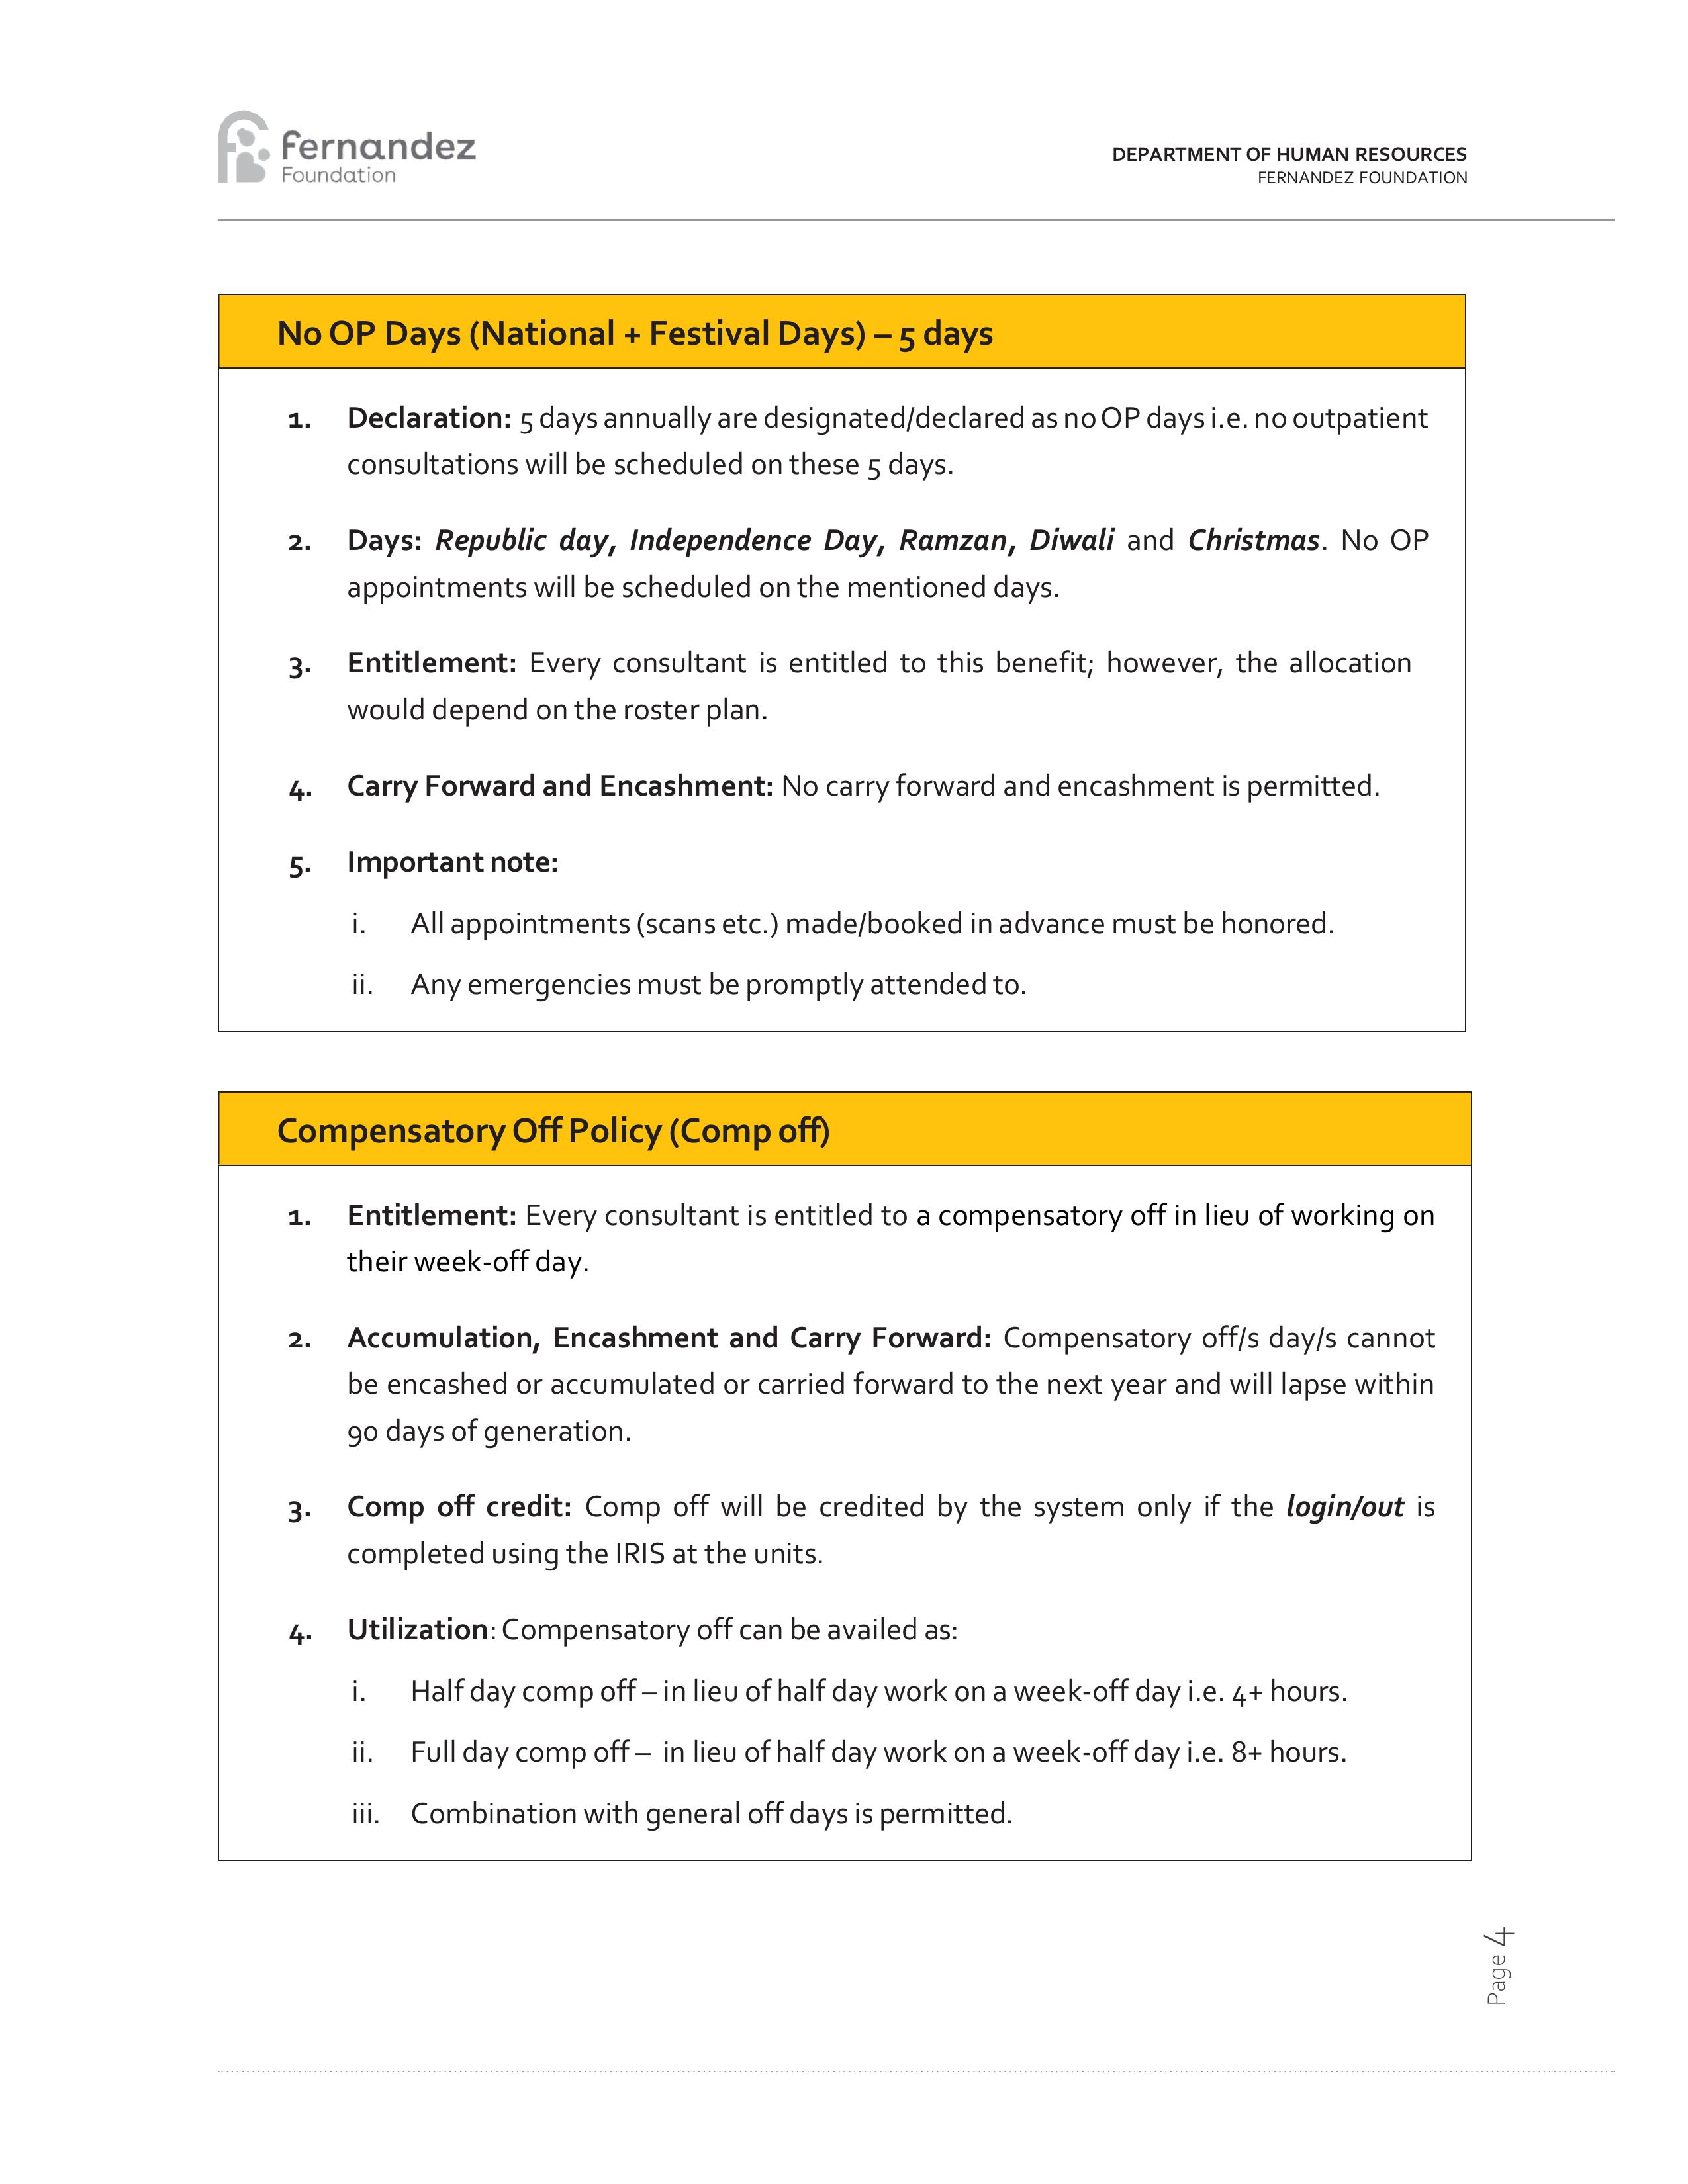 fernandez
Foundation
DEPARTMENT OF HUMAN RESOURCES
FERNANDEZ FOUNDATION
No OP Days (National + Festival Days) – 5 days
1. Declaration: 5 days annually are designated/declared as no OP days i.e. no outpatient
consultations will be scheduled on these 5 days.
2. Days: Republic day, Independence Day, Ramzan, Diwali and Christmas. No OP
appointments will be scheduled on the mentioned days.
3. Entitlement: Every consultant is entitled to this benefit; however, the allocation
would depend on the roster plan.
4. Carry Forward and Encashment: No carry forward and encashment is permitted.
5. Important note:
i. All appointments (scans etc.) made/booked in advance must be honored.
ii. Any emergencies must be promptly attended to.
Compensatory Off Policy (Comp off)
1. Entitlement: Every consultant is entitled to a compensatory off in lieu of working on
their week-off day.
2. Accumulation, Encashment and Carry Forward: Compensatory off/s day/s cannot
be encashed or accumulated or carried forward to the next year and will lapse within
90 days of generation.
3. Comp off credit: Comp off will be credited by the system only if the login/out is
completed using the IRIS at the units.
4. Utilization: Compensatory off can be availed as:
i. Half day comp off – in lieu of half day work on a week-off day i.e. 4+ hours.
ii. Full day comp off – in lieu of half day work on a week-off day i.e. 8+ hours.
iii. Combination with general off days is permitted.
Page 4